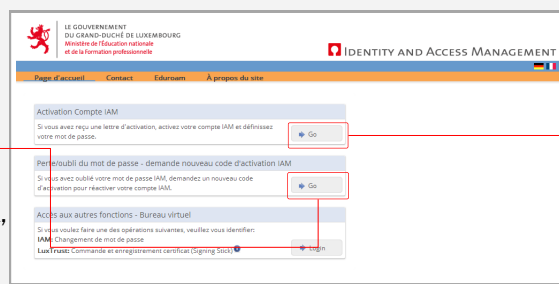 LE GOUVERNEMENT
DU GRAND-DUCHÉ DE LUXEMBOURG
Ministère de l'Éducation nationale
et de la Formation professionnelle
IDENTITY AND ACCESS MANAGEMENT
Page d'accueil Contact Eduroam À propos du site
Activation Compte IAM
Si vous avez reçu une lettre d'activation, activez votre compte IAM et définissez
votre mot de passe.
Go
Perte/oubli du mot de passe - demande nouveau code d'activation IAM
Si vous avez oublié votre mot de passe IAM, demandez un nouveau code
d'activation pour réactiver votre compte IAM.
Go
Accès aux autres fonctions - Bureau virtuel
Si vous voulez faire une des opérations suivantes, veuillez vous identifier:
IAM: Changement de mot de passe
LuxTrust: Commande et enregistrement certificat (Signing Stick)
Login
,